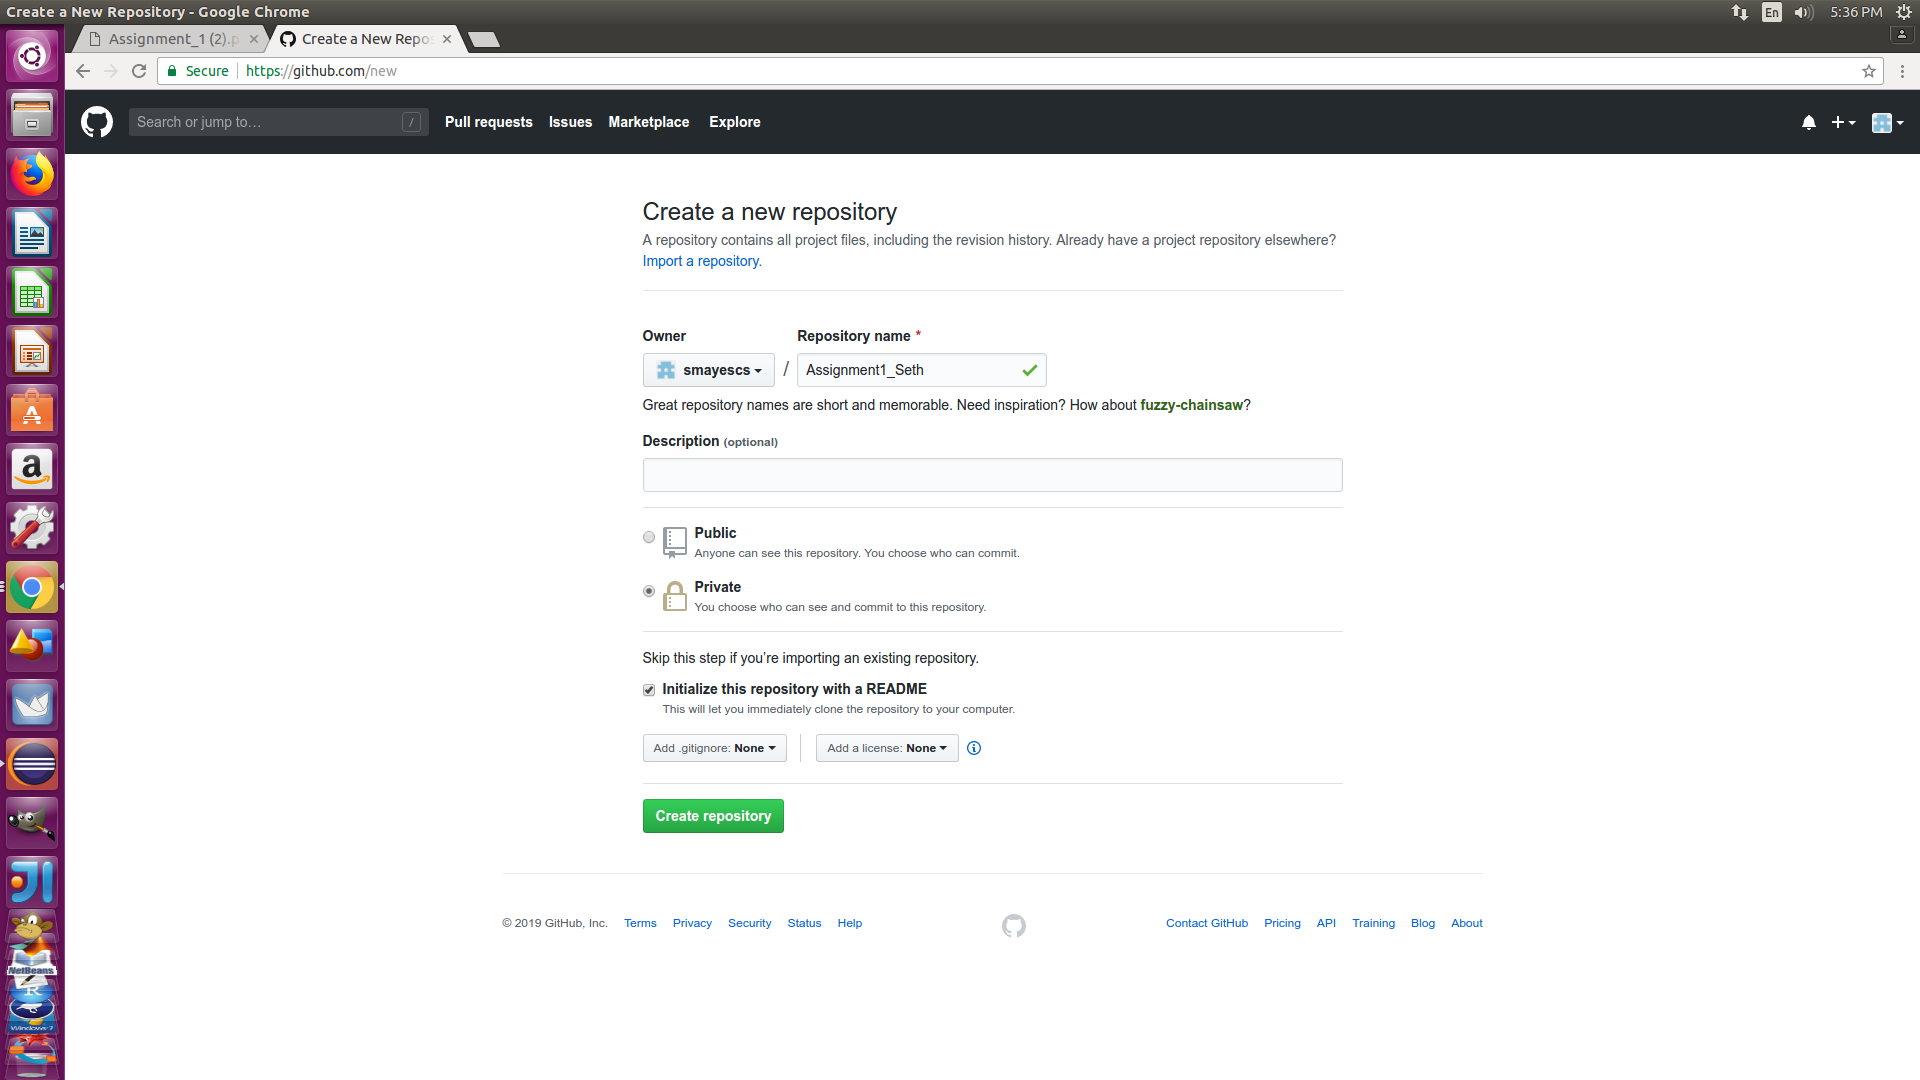 Create a New Repository - Google Chrome
En
5:36 PM
Assignment_1 (2).p
Create a New Repos
Secure
https://github.com/new
Search or jump to…
/
Pull requests
Issues
Marketplace
Explore
Create a new repository
A repository contains all project files, including the revision history. Already have a project repository elsewhere?
Import a repository.
Owner
Repository name *
smayescs
/
Assignment1_Seth
Great repository names are short and memorable. Need inspiration? How about fuzzy-chainsaw?
Description (optional)
Public
Anyone can see this repository. You choose who can commit.
Private
You choose who can see and commit to this repository.
Skip this step if you’re importing an existing repository.
Initialize this repository with a README
This will let you immediately clone the repository to your computer.
Add .gitignore: None
Add a license: None
Create repository
© 2019 GitHub, Inc.
Terms
Privacy
Security
Status
Help
Contact GitHub
Pricing
API
Training
Blog
About
a
JI
NetBeans
R